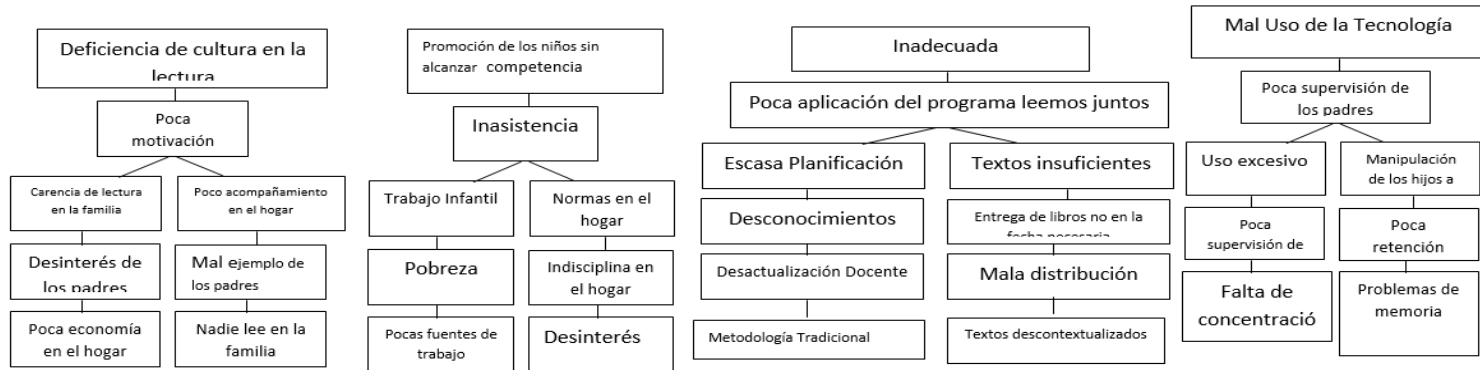 Deficiencia de cultura en la
lectura
Poca
motivación
Carencia de lectura
en la familia
Poco acompañamiento
en el hogar
Desinterés de
los padres
Mal ejemplo de
los padres
Poca economía
en el hogar
Nadie lee en la
familia
Promoción de los niños sin
alcanzar competencia
Inasistencia
Trabajo Infantil
Normas en el
hogar
Pobreza
Indisciplina en
el hogar
Pocas fuentes de
trabajo
Desinterés
Inadecuada
Poca aplicación del programa leemos juntos
Escasa Planificación
Textos insuficientes
Desconocimientos
Entrega de libros no en la
fecha necesaria
Desactualización Docente
Mala distribución
Metodología Tradicional
Textos descontextualizados
Mal Uso de la Tecnología
Poca supervisión de
los padres
Uso excesivo
Manipulación
de los hijos a
Poca
supervisión de
Poca
retención
Falta de
concentració
Problemas de
memoria